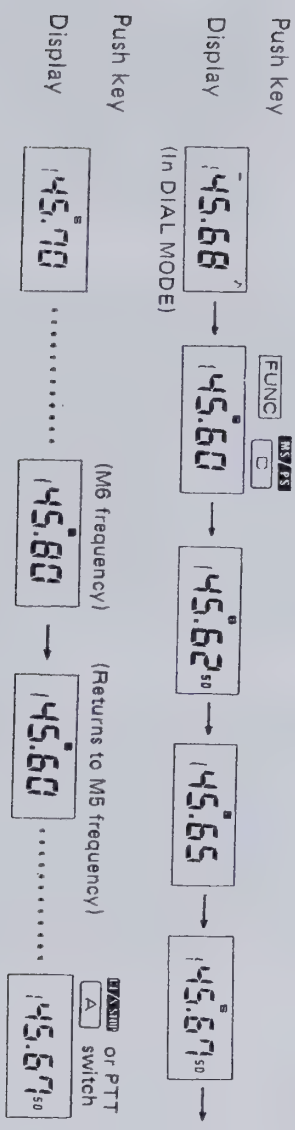 Push key
FUNC
MS/PS
C
Display
145.68
145.60
145.62 50
145.65
145.67 50
(In DIAL MODE)
Push key
(M6 frequency)
(Returns to M5 frequency)
A
or PTT
switch
Display
145.70
145.80
145.60
145.67 50